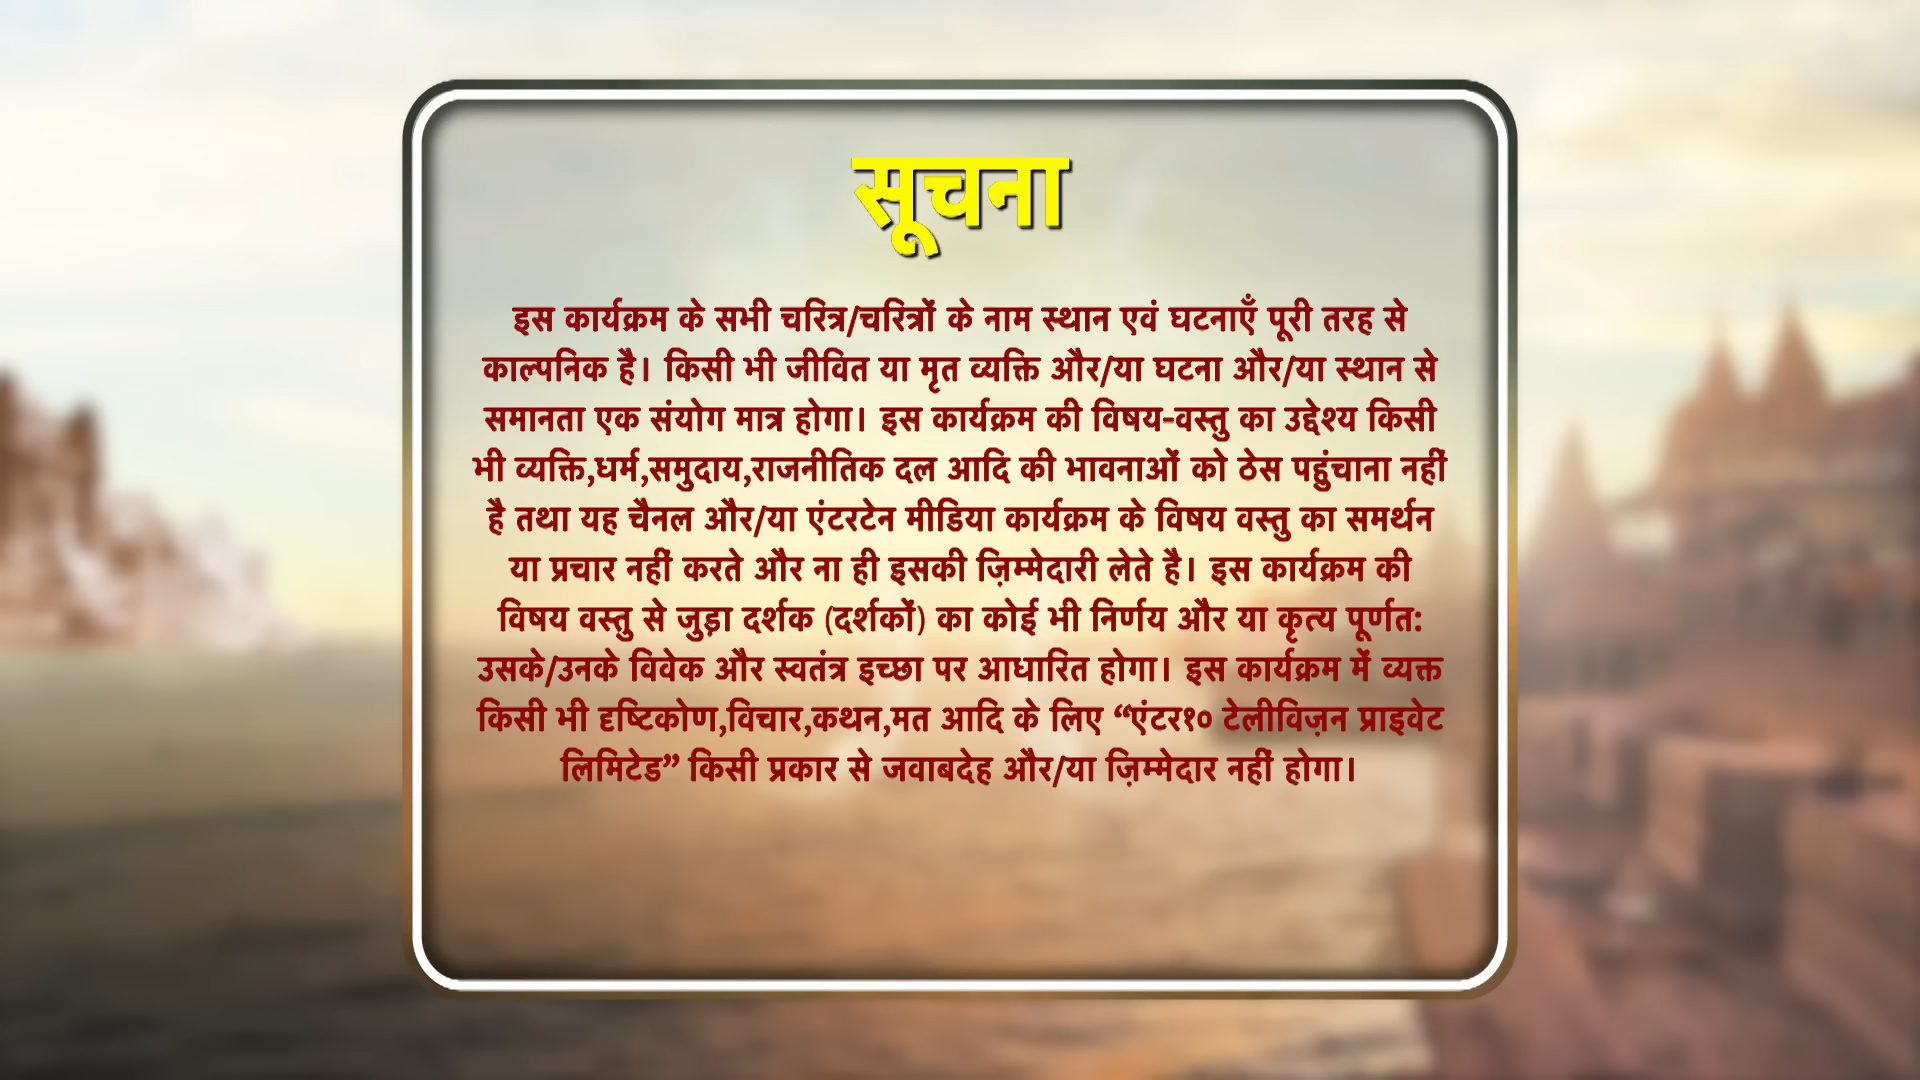 सूचना
इस कार्यक्रम के सभी चरित्र/चरित्रों के नाम स्थान एवं घटनाएँ पूरी तरह से
काल्पनिक है। किसी भी जीवित या मृत व्यक्ति और/या घटना और/या स्थान से
समानता एक संयोग मात्र होगा। इस कार्यक्रम की विषय-वस्तु का उद्देश्य किसी
भी व्यक्ति,धर्म,समुदाय,राजनीतिक दल आदि की भावनाओं को ठेस पहुंचाना नहीं
है तथा यह चैनल और/या एंटरटेन मीडिया कार्यक्रम के विषय वस्तु का समर्थन
या प्रचार नहीं करते और ना ही इसकी ज़िम्मेदारी लेते है। इस कार्यक्रम की
विषय वस्तु से जुड़ा दर्शक (दर्शकों) का कोई भी निर्णय और या कृत्य पूर्णत:
उसके/उनके विवेक और स्वतंत्र इच्छा पर आधारित होगा। इस कार्यक्रम में व्यक्त
किसी भी दृष्टिकोण,विचार,कथन,मत आदि के लिए “एंटर१० टेलीविज़न प्राइवेट
लिमिटेड” किसी प्रकार से जवाबदेह और/या ज़िम्मेदार नहीं होगा।